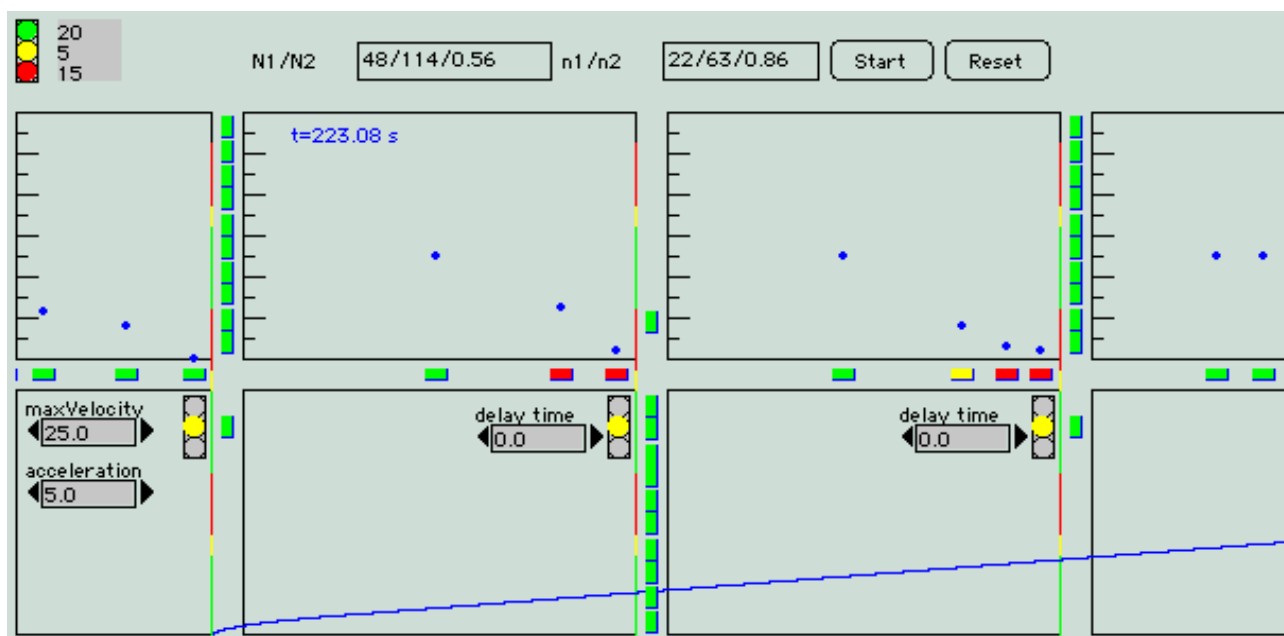 20
5
15
N1/N2 48/114/0.56 n1/n2 22/63/0.86 Start Reset
t=223.08 s
maxVelocity
25.0
acceleration
5.0
delay time
0.0
delay time
0.0